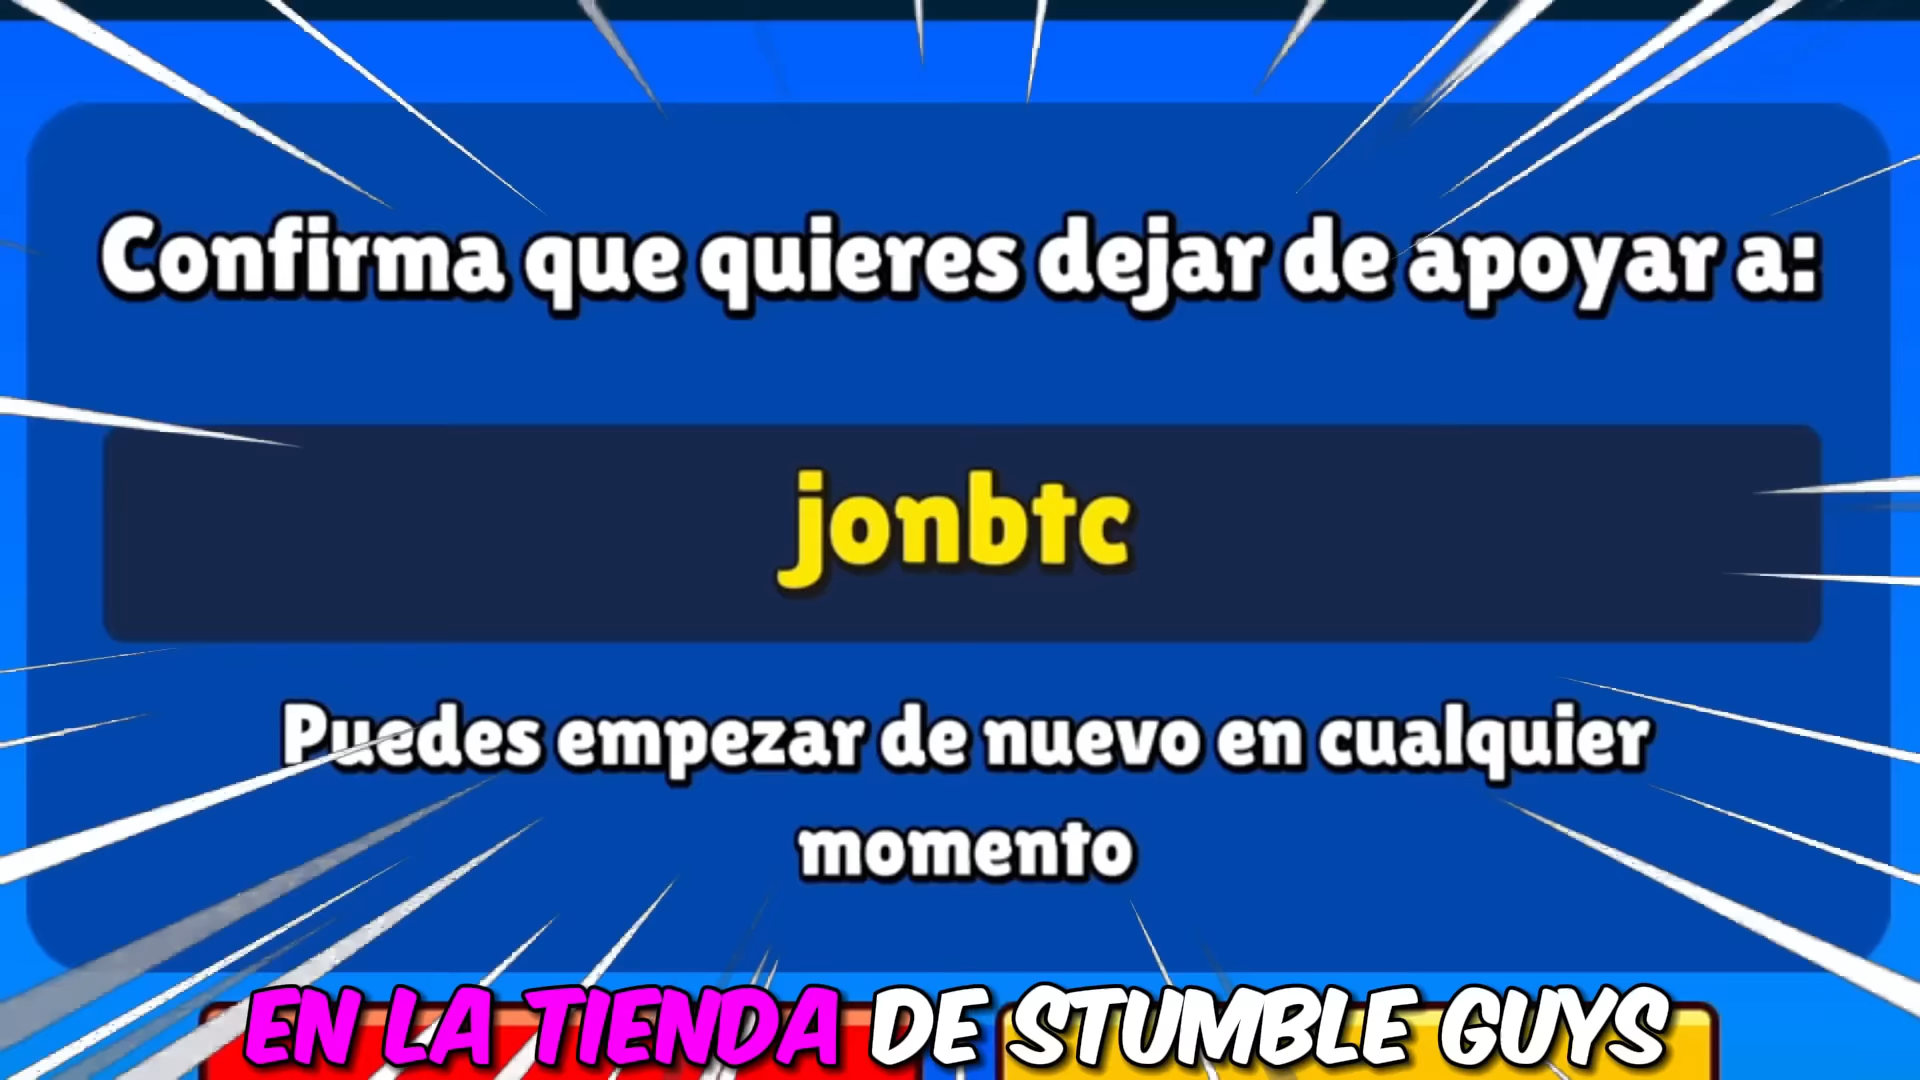 Confirma que quieres dejar de apoyar a:
jonbtc
Puedes empezar de nuevo en cualquier
momento
EN LA TIENDA DE STUMBLE GUYS